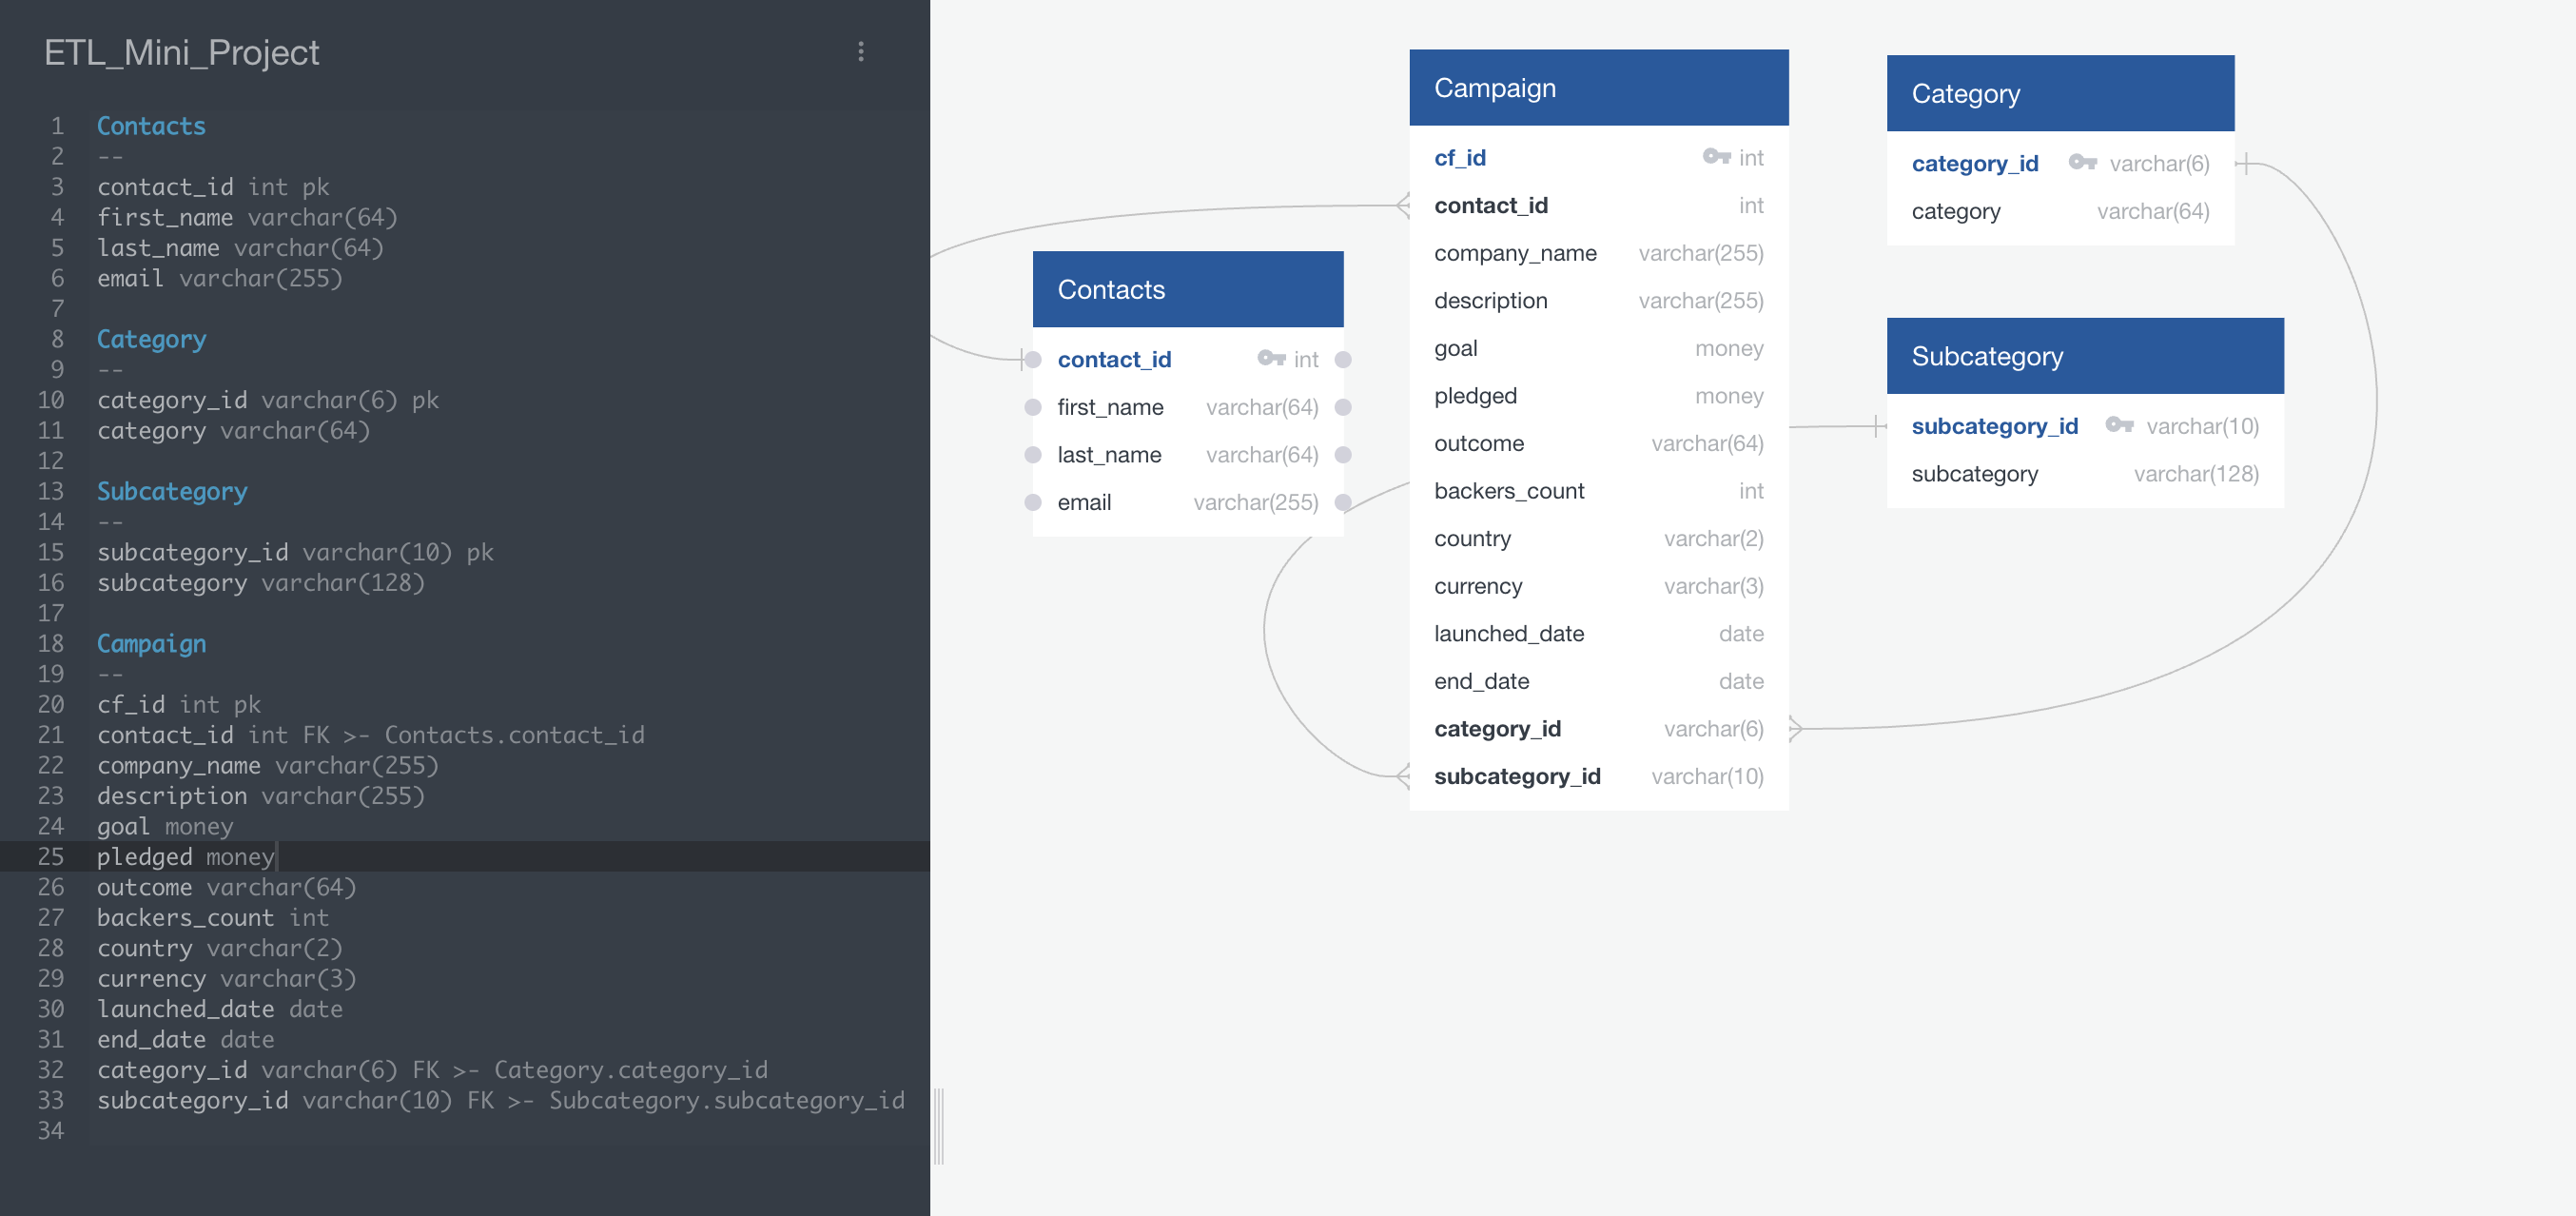 ETL_Mini_Project
1 Contacts
2 --
3 contact_id int pk
4 first_name varchar(64)
5 last_name varchar(64)
6 email varchar(255)
7
8 Category
9 --
10 category_id varchar(6) pk
11 category varchar(64)
12
13 Subcategory
14 --
15 subcategory_id varchar(10) pk
16 subcategory varchar(128)
17
18 Campaign
19 --
20 cf_id int pk
21 contact_id int FK >- Contacts.contact_id
22 company_name varchar(255)
23 description varchar(255)
24 goal money
25 pledged money
26 outcome varchar(64)
27 backers_count int
28 country varchar(2)
29 currency varchar(3)
30 launched_date date
31 end_date date
32 category_id varchar(6) FK >- Category.category_id
33 subcategory_id varchar(10) FK >- Subcategory.subcategory_id
34
Contacts
contact_id int
first_name varchar(64)
last_name varchar(64)
email varchar(255)
Campaign
cf_id int
contact_id int
company_name varchar(255)
description varchar(255)
goal money
pledged money
outcome varchar(64)
backers_count int
country varchar(2)
currency varchar(3)
launched_date date
end_date date
category_id varchar(6)
subcategory_id varchar(10)
Category
category_id varchar(6)
category varchar(64)
Subcategory
subcategory_id varchar(10)
subcategory varchar(128)